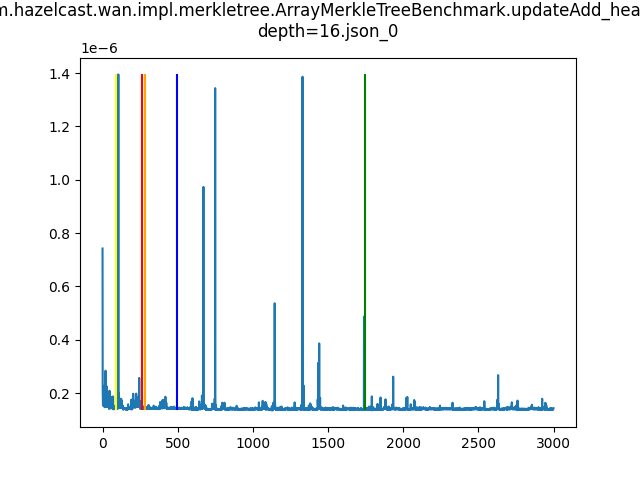 m.hazelcast.wan.impl.merkletree.ArrayMerkleTreeBenchmark.updateAdd_hea
depth=16.json_0
1e−6
1.4
1.2
1.0
0.8
0.6
0.4
0.2
0 500 1000 1500 2000 2500 3000